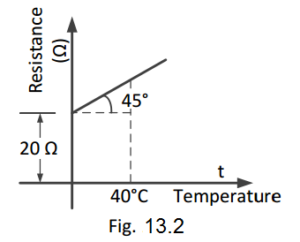 Resistance
(Ω)
45°
20 Ω
t
40°C Temperature
Fig. 13.2